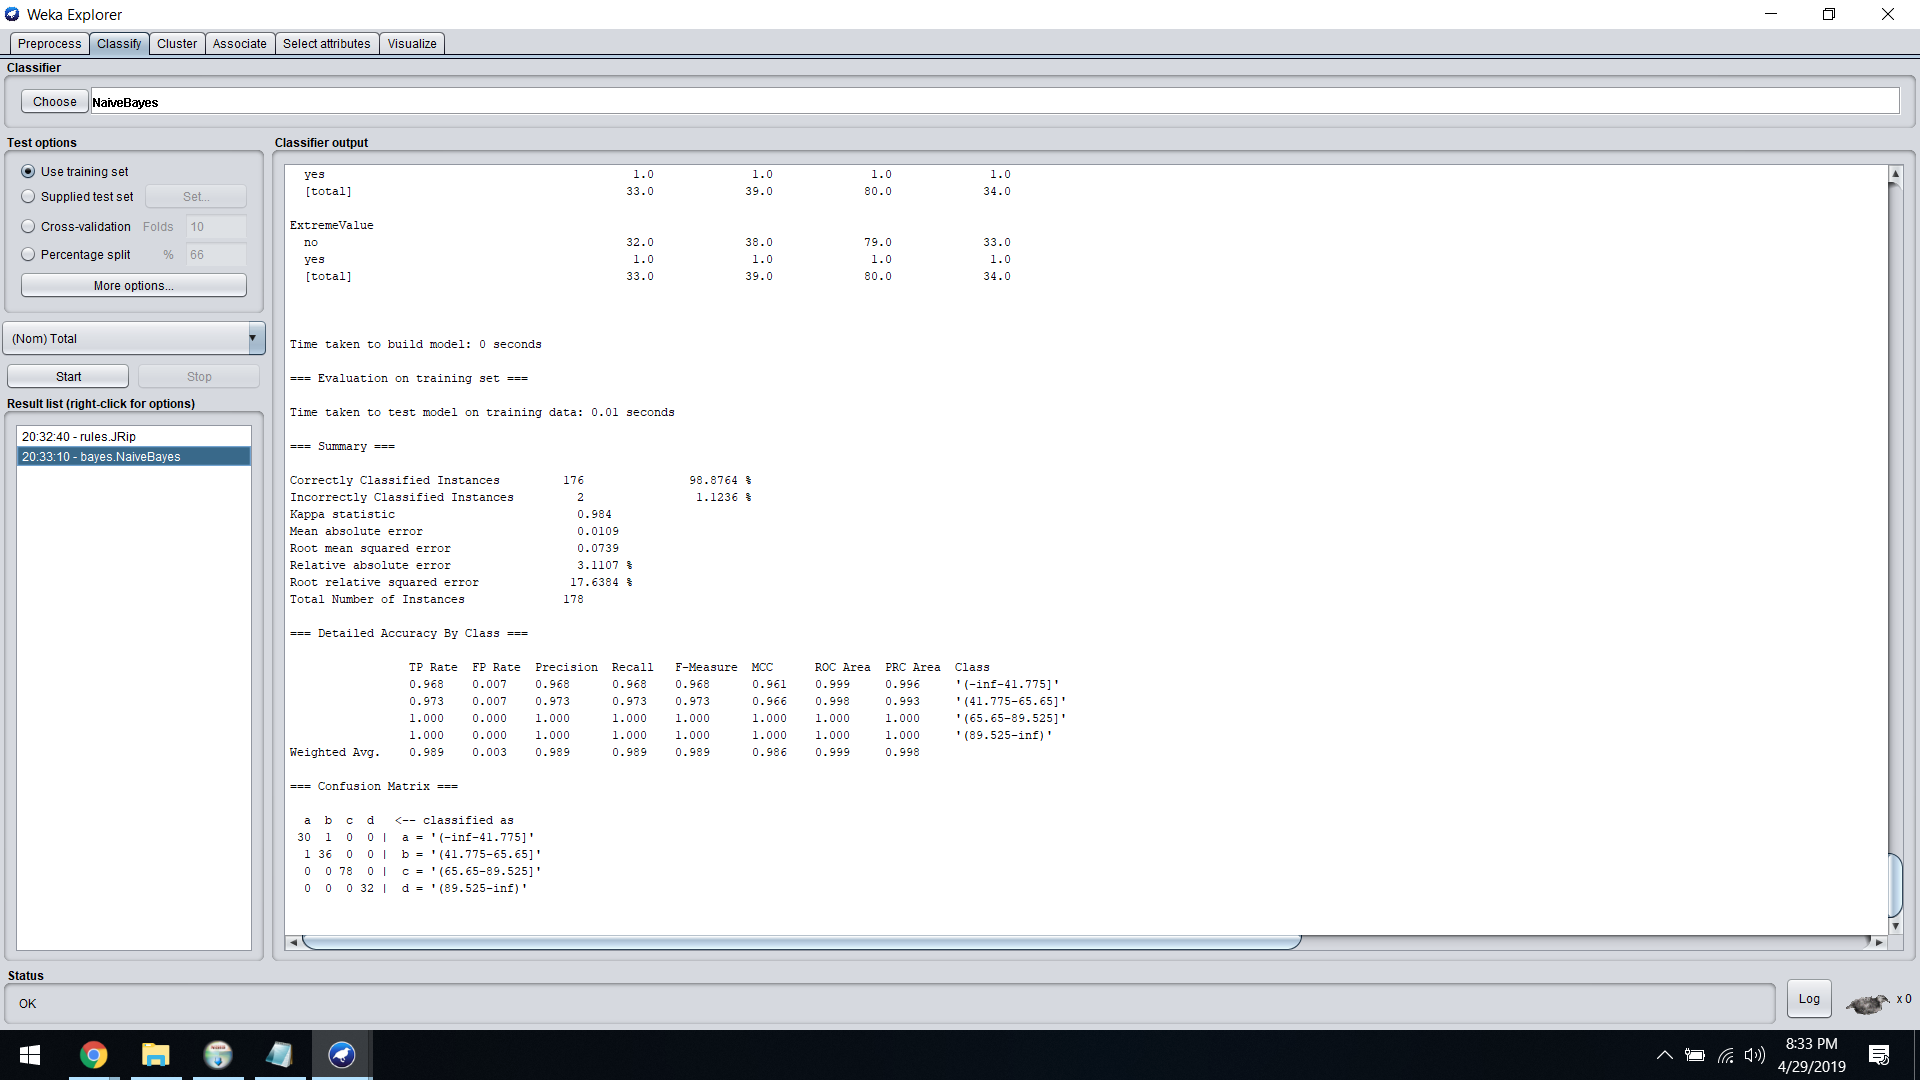 Weka Explorer
Preprocess Classify Cluster Associate Select attributes Visualize
Classifier
Choose NaiveBayes
Test options
Use training set
Supplied test set Set...
Cross-validation Folds 10
Percentage split % 66
More options...
(Nom) Total
Start Stop
Result list (right-click for options)
20:32:40 - rules.JRip
20:33:10 - bayes.NaiveBayes
Classifier output
yes 1.0 1.0 1.0 1.0
[total] 33.0 39.0 80.0 34.0
ExtremeValue
no 32.0 38.0 79.0 33.0
yes 1.0 1.0 1.0 1.0
[total] 33.0 39.0 80.0 34.0
Time taken to build model: 0 seconds
=== Evaluation on training set ===
Time taken to test model on training data: 0.01 seconds
=== Summary ===
Correctly Classified Instances 176 98.8764 %
Incorrectly Classified Instances 2 1.1236 %
Kappa statistic 0.984
Mean absolute error 0.0109
Root mean squared error 0.0739
Relative absolute error 3.1107 %
Root relative squared error 17.6384 %
Total Number of Instances 178
=== Detailed Accuracy By Class ===
TP Rate FP Rate Precision Recall F-Measure MCC ROC Area PRC Area Class
0.968 0.007 0.968 0.968 0.968 0.961 0.999 0.996 '(-inf-41.775]'
0.973 0.007 0.973 0.973 0.973 0.966 0.998 0.993 '(41.775-65.65]'
1.000 0.000 1.000 1.000 1.000 1.000 1.000 1.000 '(65.65-89.525]'
1.000 0.000 1.000 1.000 1.000 1.000 1.000 1.000 '(89.525-inf)'
Weighted Avg. 0.989 0.003 0.989 0.989 0.989 0.986 0.999 0.998
=== Confusion Matrix ===
a b c d <-- classified as
30 1 0 0 | a = '(-inf-41.775]'
1 36 0 0 | b = '(41.775-65.65]'
0 0 78 0 | c = '(65.65-89.525]'
0 0 0 32 | d = '(89.525-inf)'
Status
OK
Log x 0
8:33 PM
4/29/2019